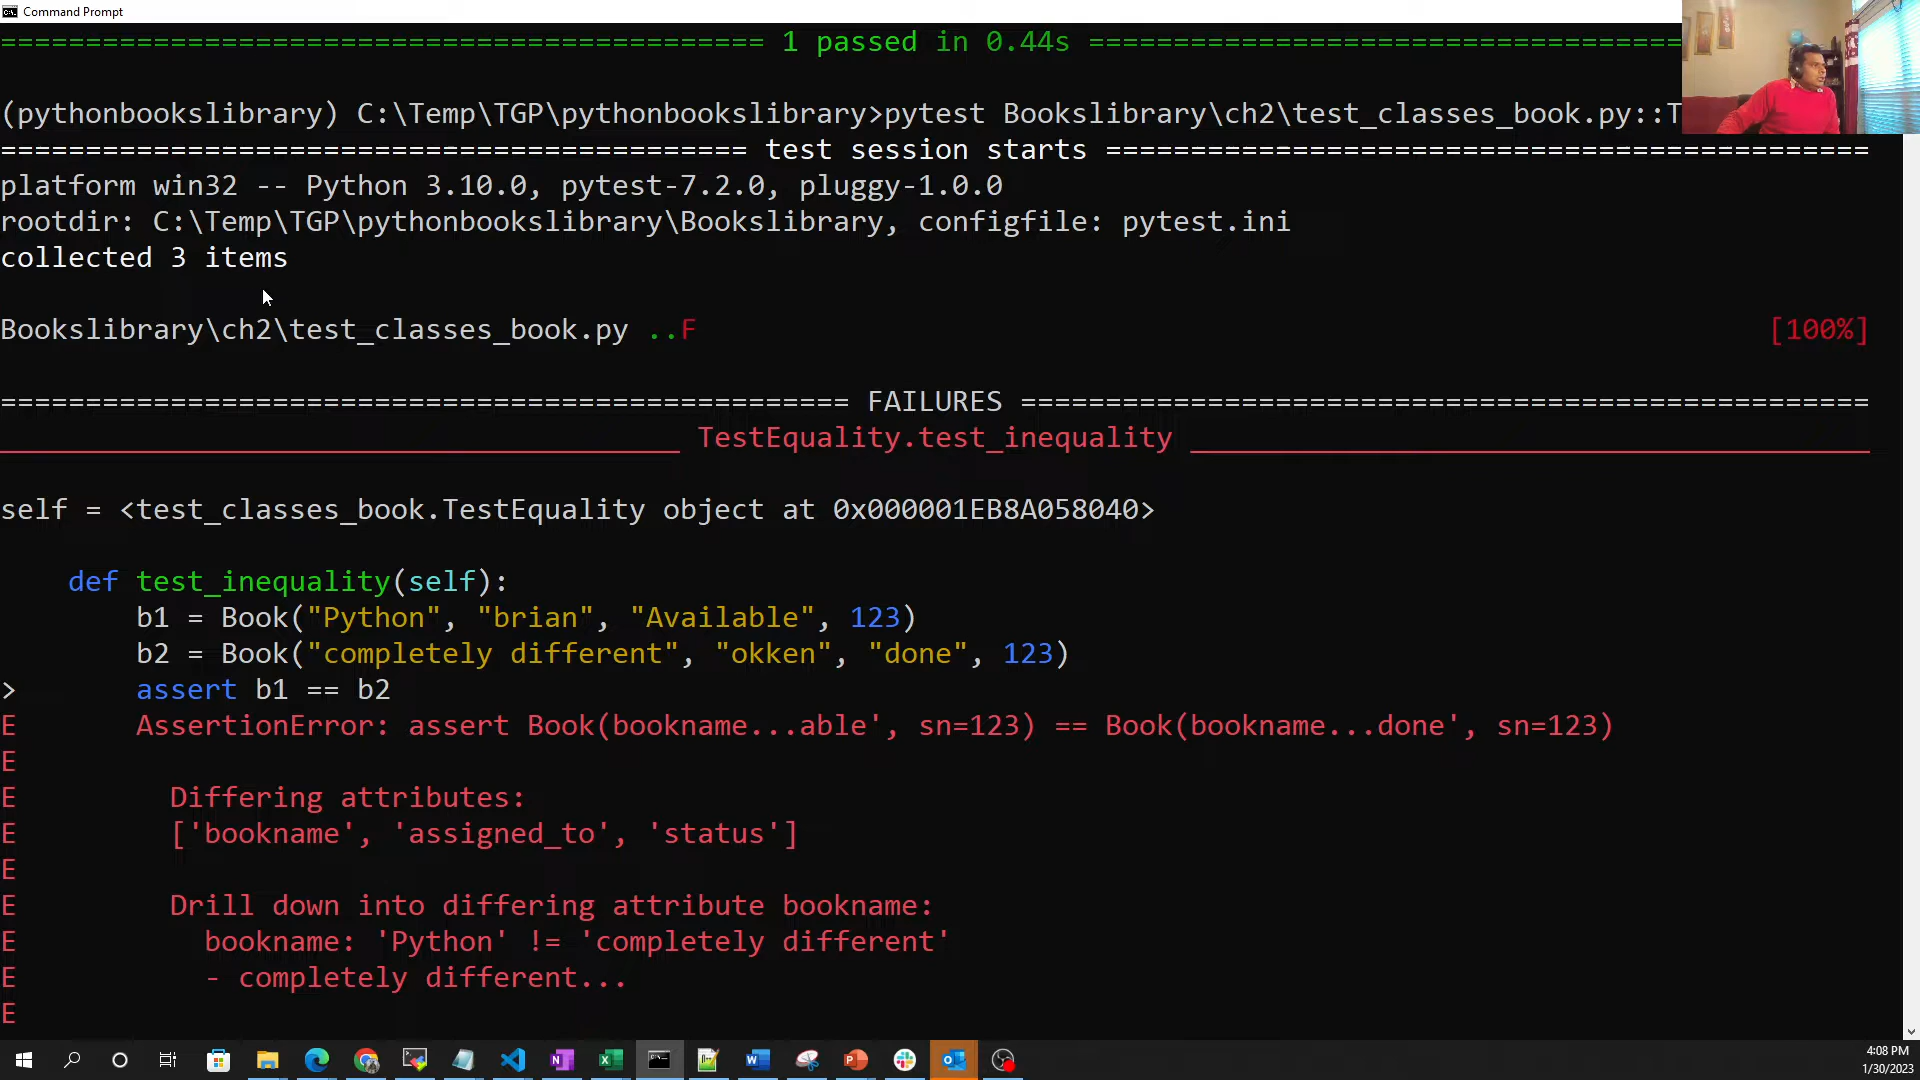 Command Prompt
============================================= 1 passed in 0.44s ===================================
(pythonbookslibrary) C:\Temp\TGP\pythonbookslibrary>pytest Bookslibrary\ch2\test_classes_book.py::T
============================================ test session starts =============================================
platform win32 -- Python 3.10.0, pytest-7.2.0, pluggy-1.0.0
rootdir: C:\Temp\TGP\pythonbookslibrary\Bookslibrary, configfile: pytest.ini
collected 3 items
Bookslibrary\ch2\test_classes_book.py ..F [100%]
================================================== FAILURES ==================================================
________________________________________ TestEquality.test_inequality ________________________________________
self = <test_classes_book.TestEquality object at 0x000001EB8A058040>
def test_inequality(self):
b1 = Book("Python", "brian", "Available", 123)
b2 = Book("completely different", "okken", "done", 123)
> assert b1 == b2
E AssertionError: assert Book(bookname...able', sn=123) == Book(bookname...done', sn=123)
E
E Differing attributes:
E ['bookname', 'assigned_to', 'status']
E
E Drill down into differing attribute bookname:
E bookname: 'Python' != 'completely different'
E - completely different...
E
4:08 PM
1/30/2023